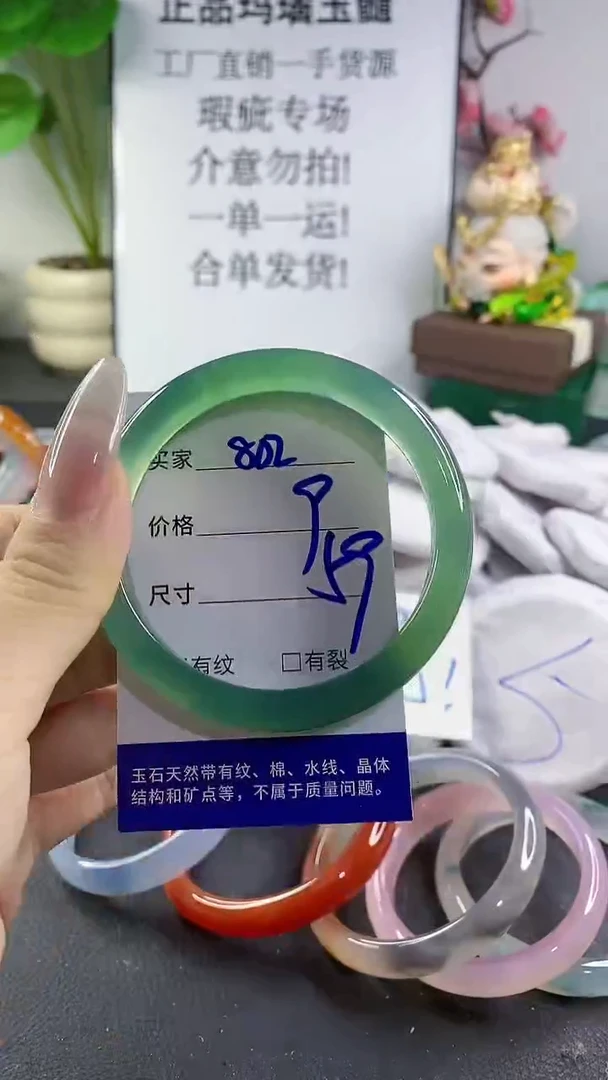 正品玛瑙玉髓
工厂直销一手货源
瑕疵专场
介意勿拍!
一单一运!
合单发货!
买家 802
价格
尺寸 59
有纹 □有裂
玉石天然带有纹、棉、水线、晶体
结构和矿点等，不属于质量问题。